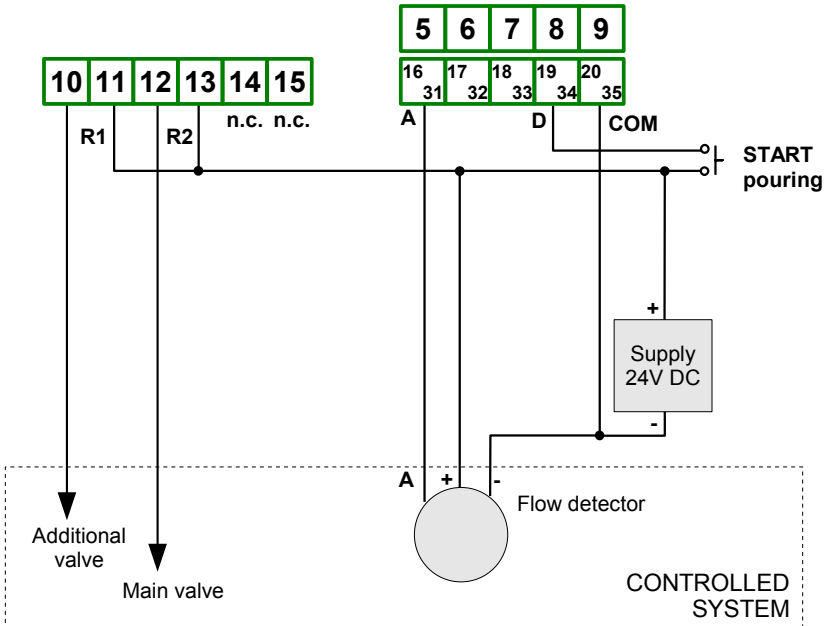 5 6 7 8 9
10 11 12 13 14 15
16 31 17 32 18 33 19 34 20 35
n.c. n.c.
R1 R2
A D COM
START
pouring
+
Supply
24V DC
-
A + -
Flow detector
Additional
valve
Main valve
CONTROLLED
SYSTEM